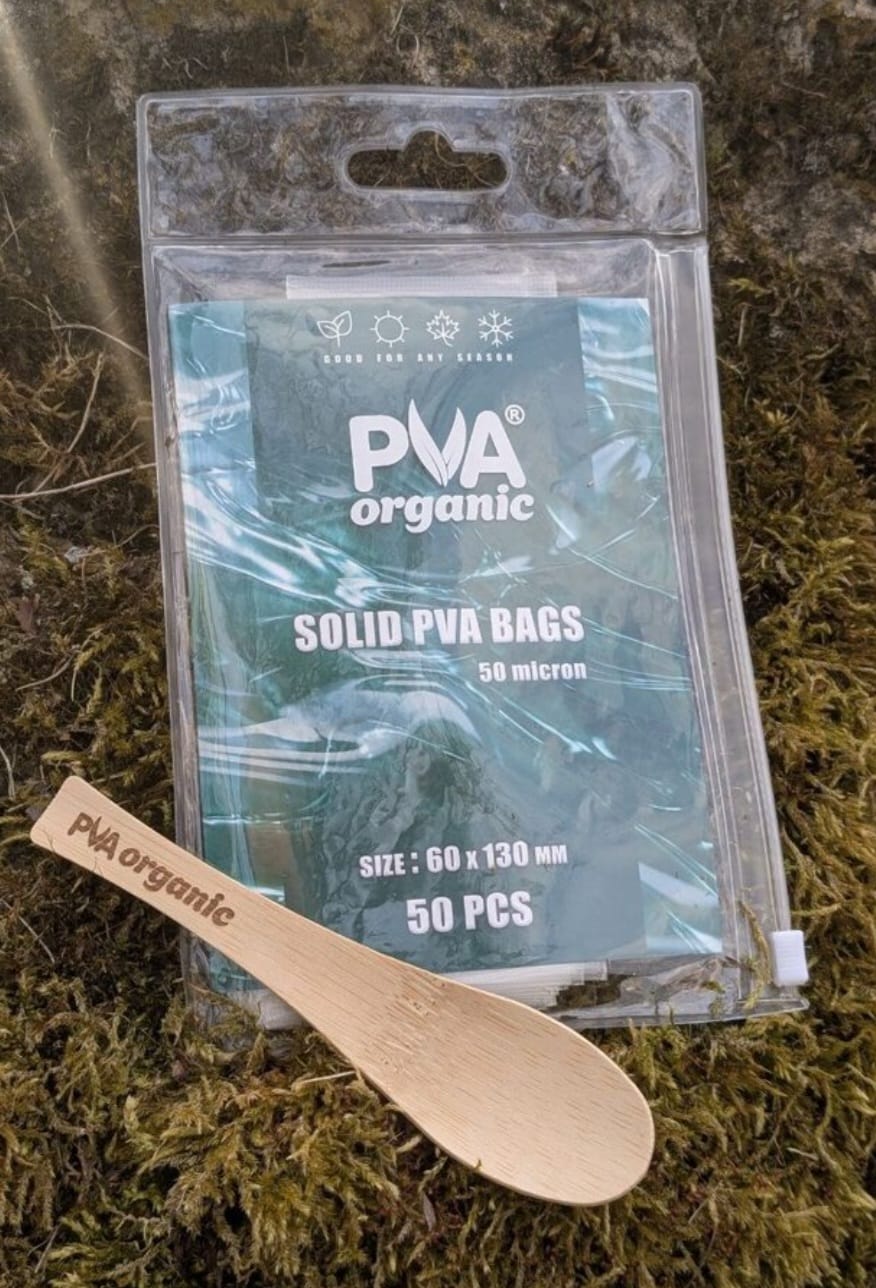 GOOD FOR ANY SEASON
PVA®
organic
SOLID PVA BAGS
50 micron
SIZE : 60 x 130 MM
50 PCS
PVA organic